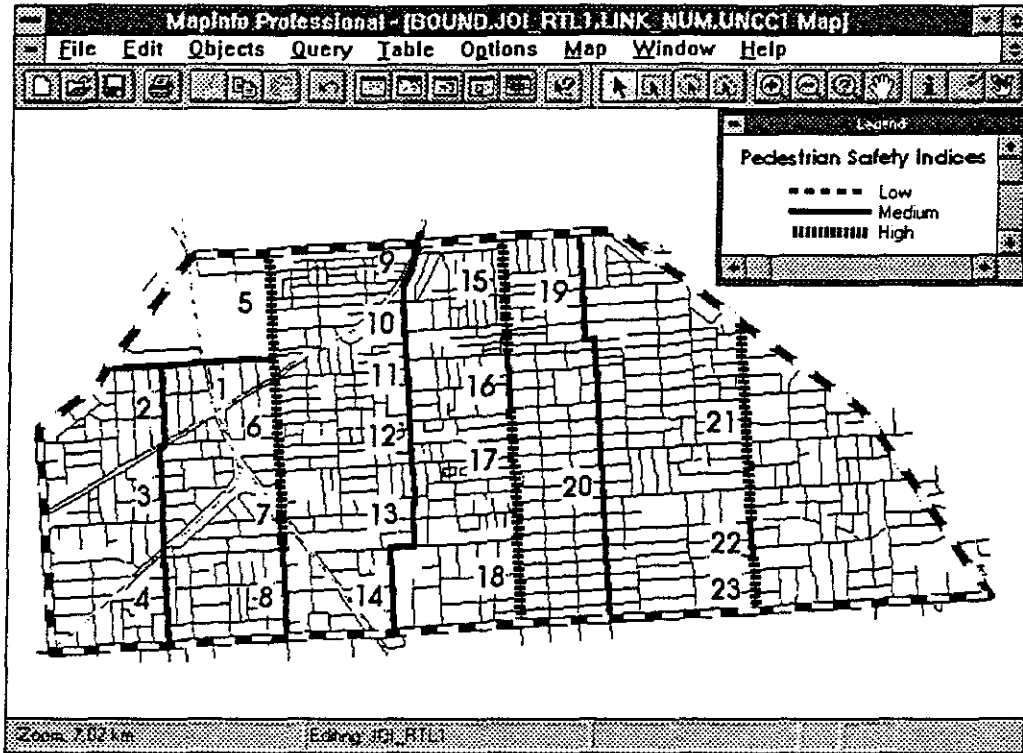 MapInfo Professional - [BOUND,JOI_RTL1,LINK_NUM,UNCC1 Map]
File Edit Objects Query Table Options Map Window Help
Legend
Pedestrian Safety Indices
Low
Medium
High
9
5
15
19
10
11
1
2
16
6
21
12
17
3
20
7
13
22
18
4
8
14
23
Zoom: 7.02 km
Editing: JOI_RTL1